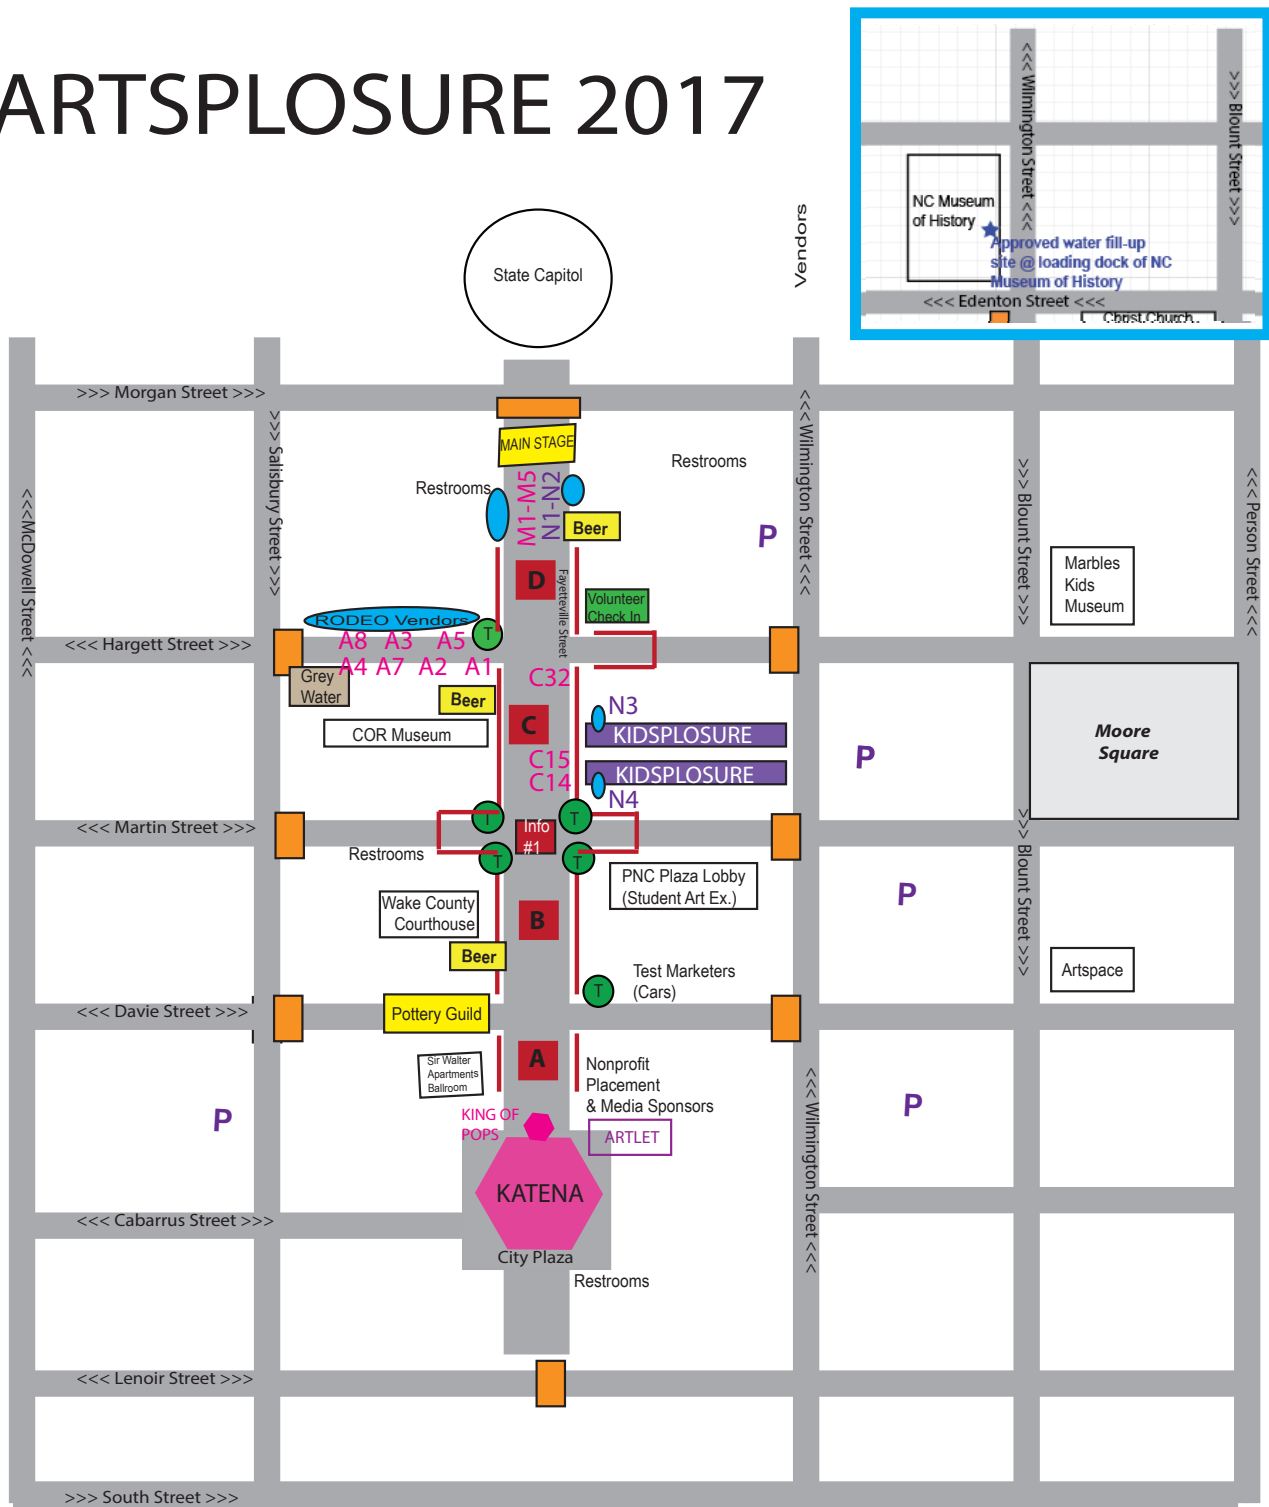 ARTSPLOSURE 2017
<<< Wilmington Street <<<
>>> Blount Street >>>
NC Museum
of History
Approved water fill-up
site @ loading dock of NC
Museum of History
<<< Edenton Street <<<
Christ Church
Vendors
State Capitol
>>> Morgan Street >>>
MAIN STAGE
Restrooms
Restrooms
M1-M5
N1-N2
Beer
P
<<<McDowell Street <<<
>>> Salisbury Street >>>
<<< Wilmington Street <<<
>>> Blount Street >>>
<<< Person Street <<<
D
Fayetteville Street
Marbles
Kids
Museum
Volunteer
Check In
RODEO Vendors
T
<<< Hargett Street >>>
A8 A3 A5
A4 A7 A2 A1
Grey
Water
C32
Beer
N3
C
COR Museum
KIDSPLOSURE
Moore
Square
P
C15
KIDSPLOSURE
C14
N4
T
T
<<< Martin Street >>>
Info
#1
Restrooms
T
T
>>> Blount Street >>>
PNC Plaza Lobby
(Student Art Ex.)
P
Wake County
Courthouse
B
Beer
Test Marketers
(Cars)
T
Artspace
<<< Davie Street >>>
Pottery Guild
Sir Walter
Apartments
Ballroom
A
Nonprofit
Placement
& Media Sponsors
P
P
KING OF
POPS
ARTLET
<<< Wilmington Street <<<
KATENA
<<< Cabarrus Street >>>
City Plaza
Restrooms
<<< Lenoir Street >>>
>>> South Street >>>